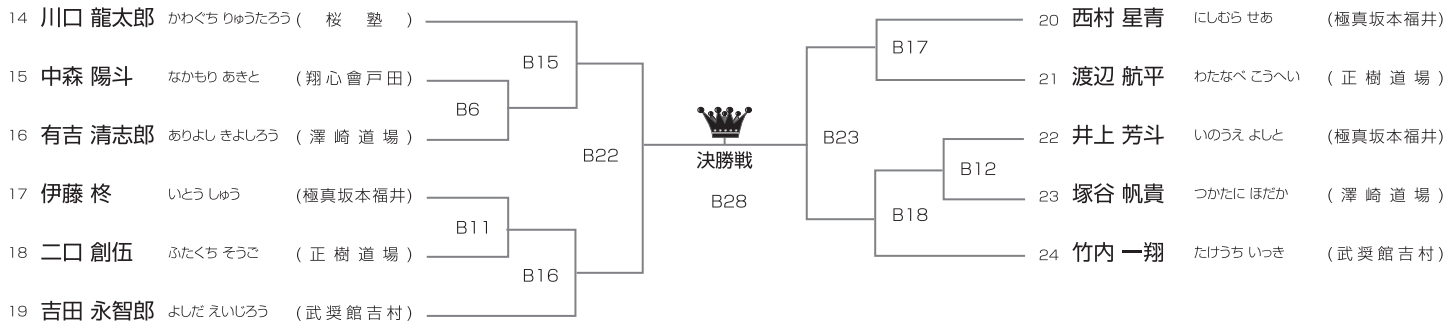 14 川口 龍太郎 かわぐち りゅうたろう (桜塾)
B15
15 中森 陽斗 なかもり あきと (翔心會戸田)
B6
16 有吉 清志郎 ありよし きよしろう (澤崎道場)
B22
17 伊藤 柊 いとう しゅう (極真坂本福井)
B11
18 二口 創伍 ふたくち そうご (正樹道場)
B16
19 吉田 永智郎 よしだ えいじろう (武奨館吉村)
決勝戦
B28
20 西村 星青 にしむら せあ (極真坂本福井)
B17
21 渡辺 航平 わたなべ こうへい (正樹道場)
B23
22 井上 芳斗 いのうえ よしと (極真坂本福井)
B12
23 塚谷 帆貴 つかたに ほだか (澤崎道場)
B18
24 竹内 一翔 たけうち いっき (武奨館吉村)